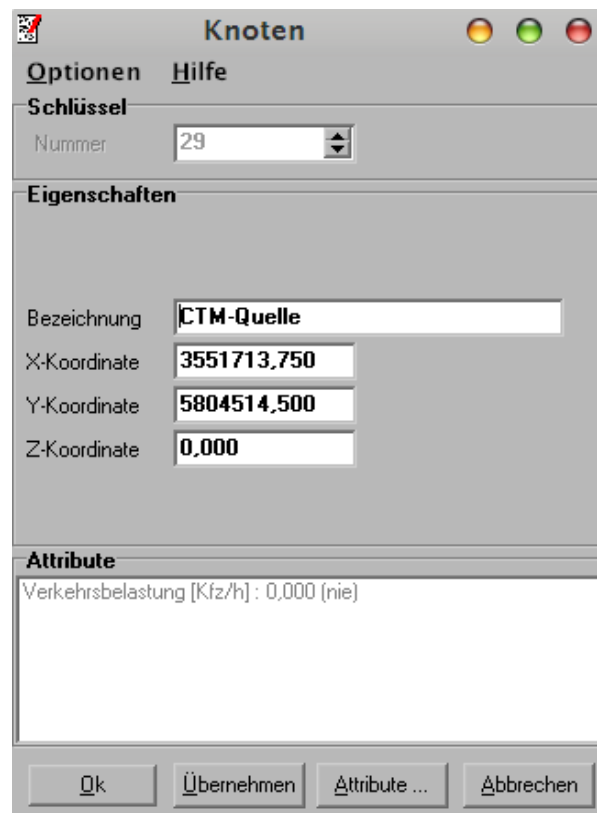 Knoten
Optionen Hilfe
Schlüssel
Nummer 29
Eigenschaften
Bezeichnung CTM-Quelle
X-Koordinate 3551713,750
Y-Koordinate 5804514,500
Z-Koordinate 0,000
Attribute
Verkehrsbelastung [Kfz/h] : 0,000 (nie)
Ok Übernehmen Attribute ... Abbrechen